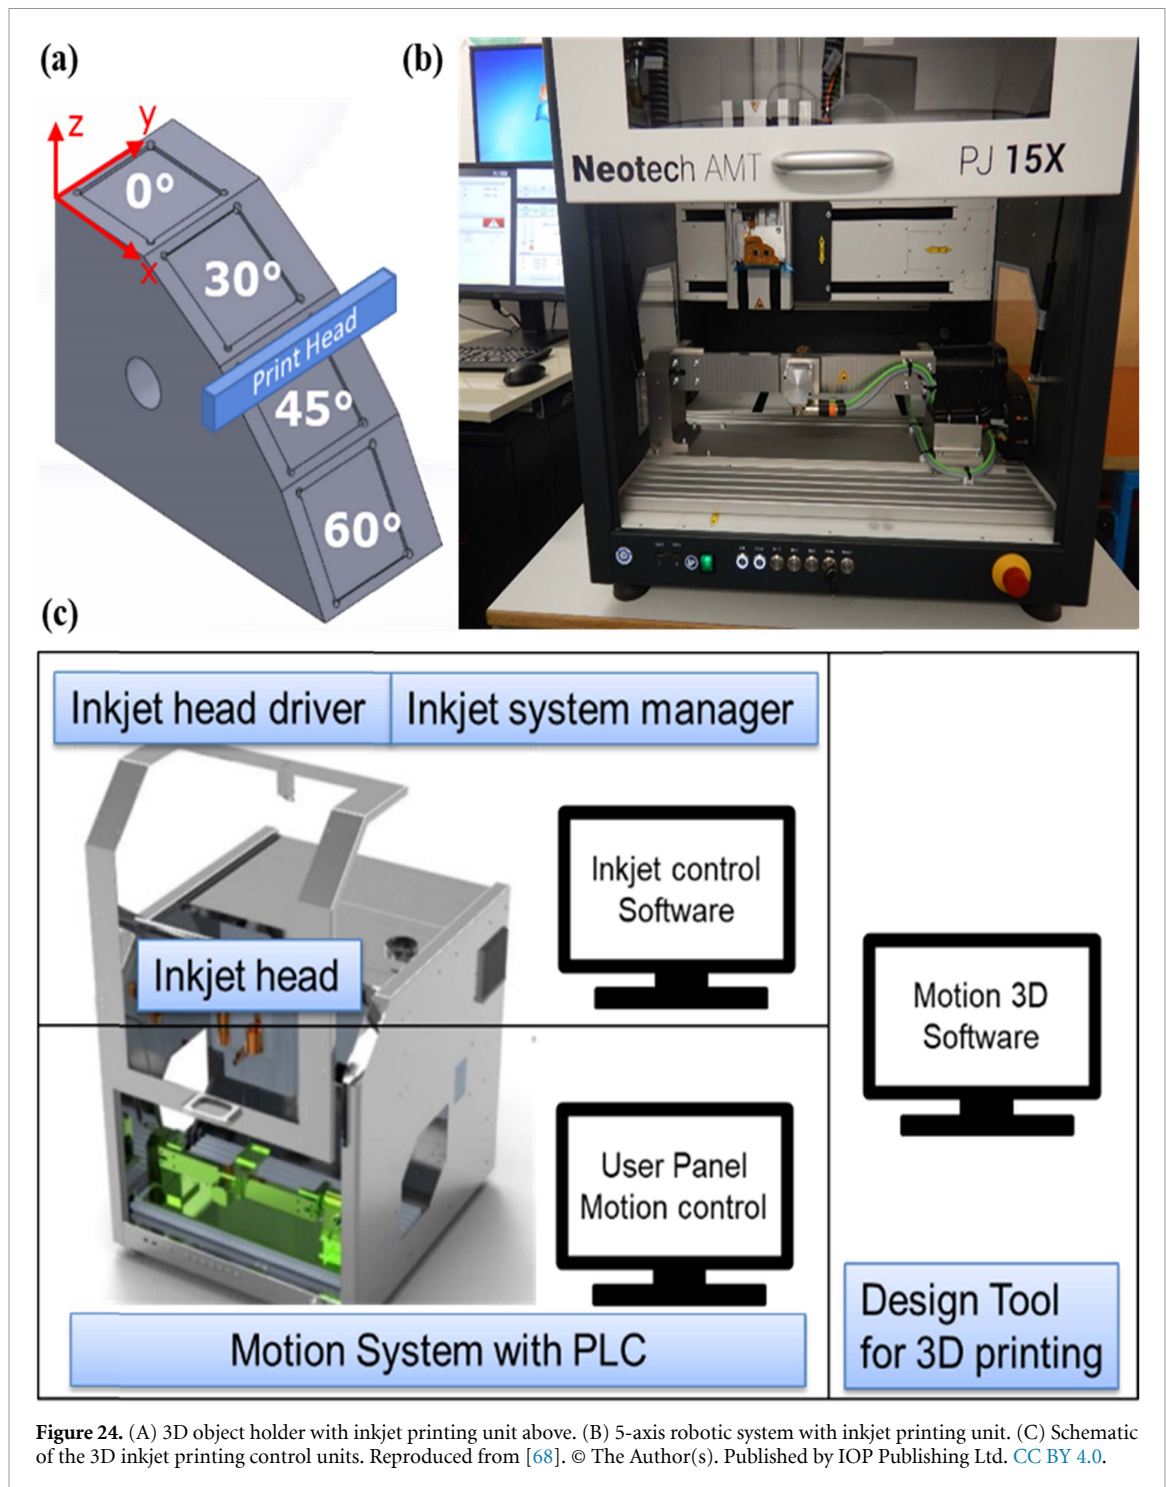 (a)
z
y
x
0°
30°
Print Head
45°
60°
(b)
Neotech AMT
PJ 15X
(c)
Inkjet head driver
Inkjet system manager
Inkjet control
Software
Inkjet head
Motion 3D
Software
User Panel
Motion control
Motion System with PLC
Design Tool
for 3D printing
Figure 24. (A) 3D object holder with inkjet printing unit above. (B) 5-axis robotic system with inkjet printing unit. (C) Schematic
of the 3D inkjet printing control units. Reproduced from [68]. © The Author(s). Published by IOP Publishing Ltd. CC BY 4.0.